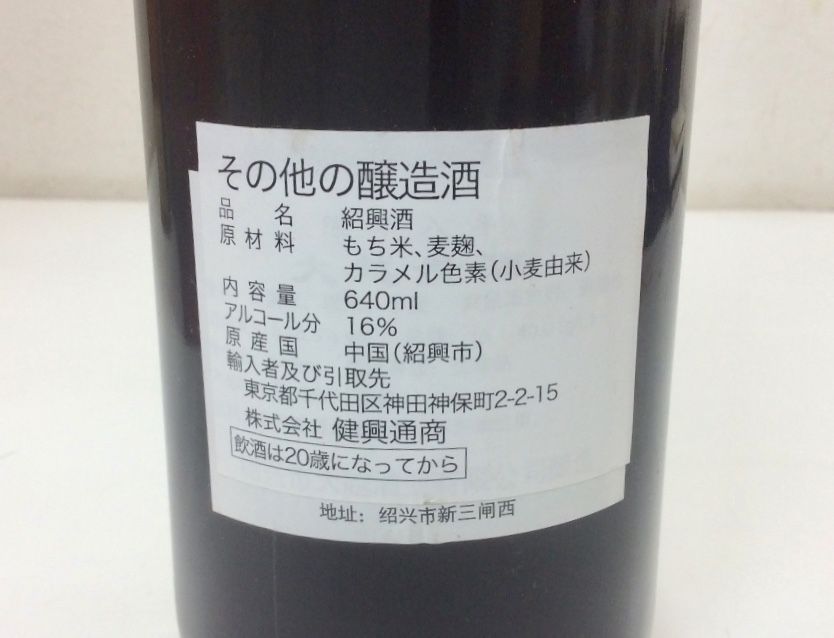 その他の醸造酒
品名 紹興酒
原材料 もち米、麦麹、
カラメル色素(小麦由来)
内容量 640ml
アルコール分 16%
原産国 中国(紹興市)
輸入者及び引取先
東京都千代田区神田神保町2-2-15
株式会社 健興通商
飲酒は20歳になってから
地址：绍兴市新三闸西